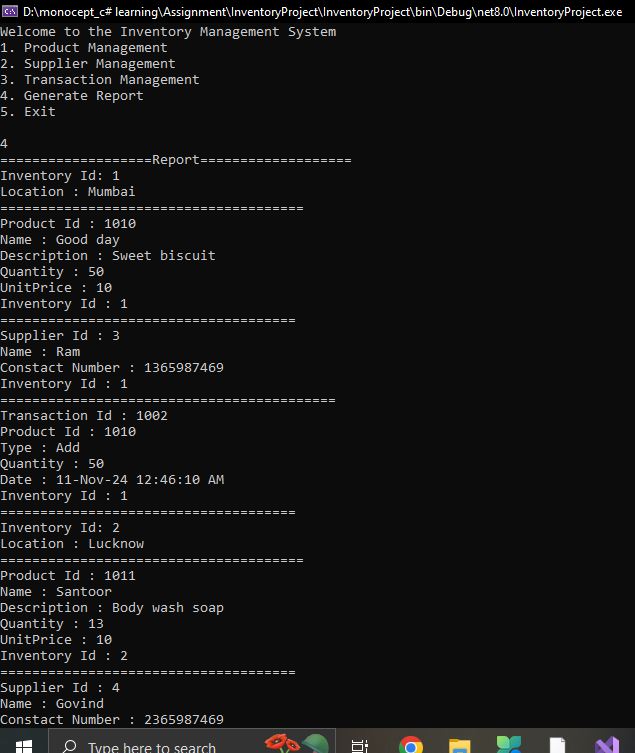 D:\monocept_c# learning\Assignment\InventoryProject\InventoryProject\bin\Debug\net8.0\InventoryProject.exe
Welcome to the Inventory Management System
1. Product Management
2. Supplier Management
3. Transaction Management
4. Generate Report
5. Exit
4
===================Report===================
Inventory Id: 1
Location : Mumbai
======================================
Product Id : 1010
Name : Good day
Description : Sweet biscuit
Quantity : 50
UnitPrice : 10
Inventory Id : 1
=====================================
Supplier Id : 3
Name : Ram
Constact Number : 1365987469
Inventory Id : 1
==========================================
Transaction Id : 1002
Product Id : 1010
Type : Add
Quantity : 50
Date : 11-Nov-24 12:46:10 AM
Inventory Id : 1
=====================================
Inventory Id: 2
Location : Lucknow
======================================
Product Id : 1011
Name : Santoor
Description : Body wash soap
Quantity : 13
UnitPrice : 10
Inventory Id : 2
=====================================
Supplier Id : 4
Name : Govind
Constact Number : 2365987469
Type here to search